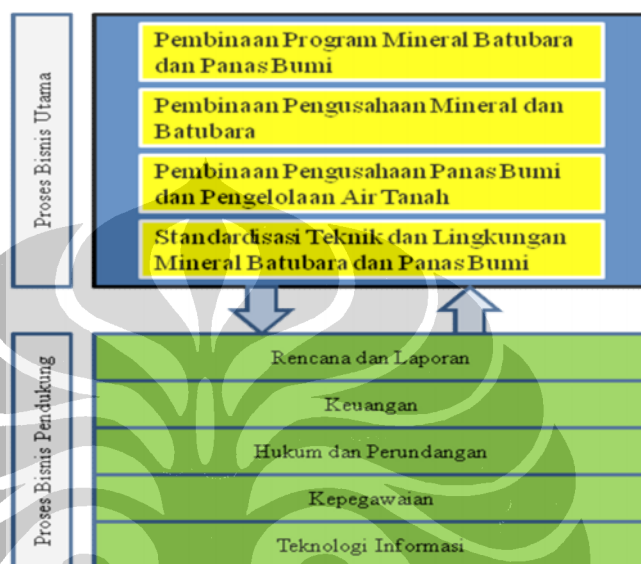 Proses Bisnis Utama
Pembinaan Program Mineral Batubara
dan Panas Bumi
Pembinaan Pengusahaan Mineral dan
Batubara
Pembinaan Pengusahaan Panas Bumi
dan Pengelolaan Air Tanah
Standardisasi Teknik dan Lingkungan
Mineral Batubara dan Panas Bumi
Proses Bisnis Pendukung
Rencana dan Laporan
Keuangan
Hukum dan Perundangan
Kepegawaian
Teknologi Informasi